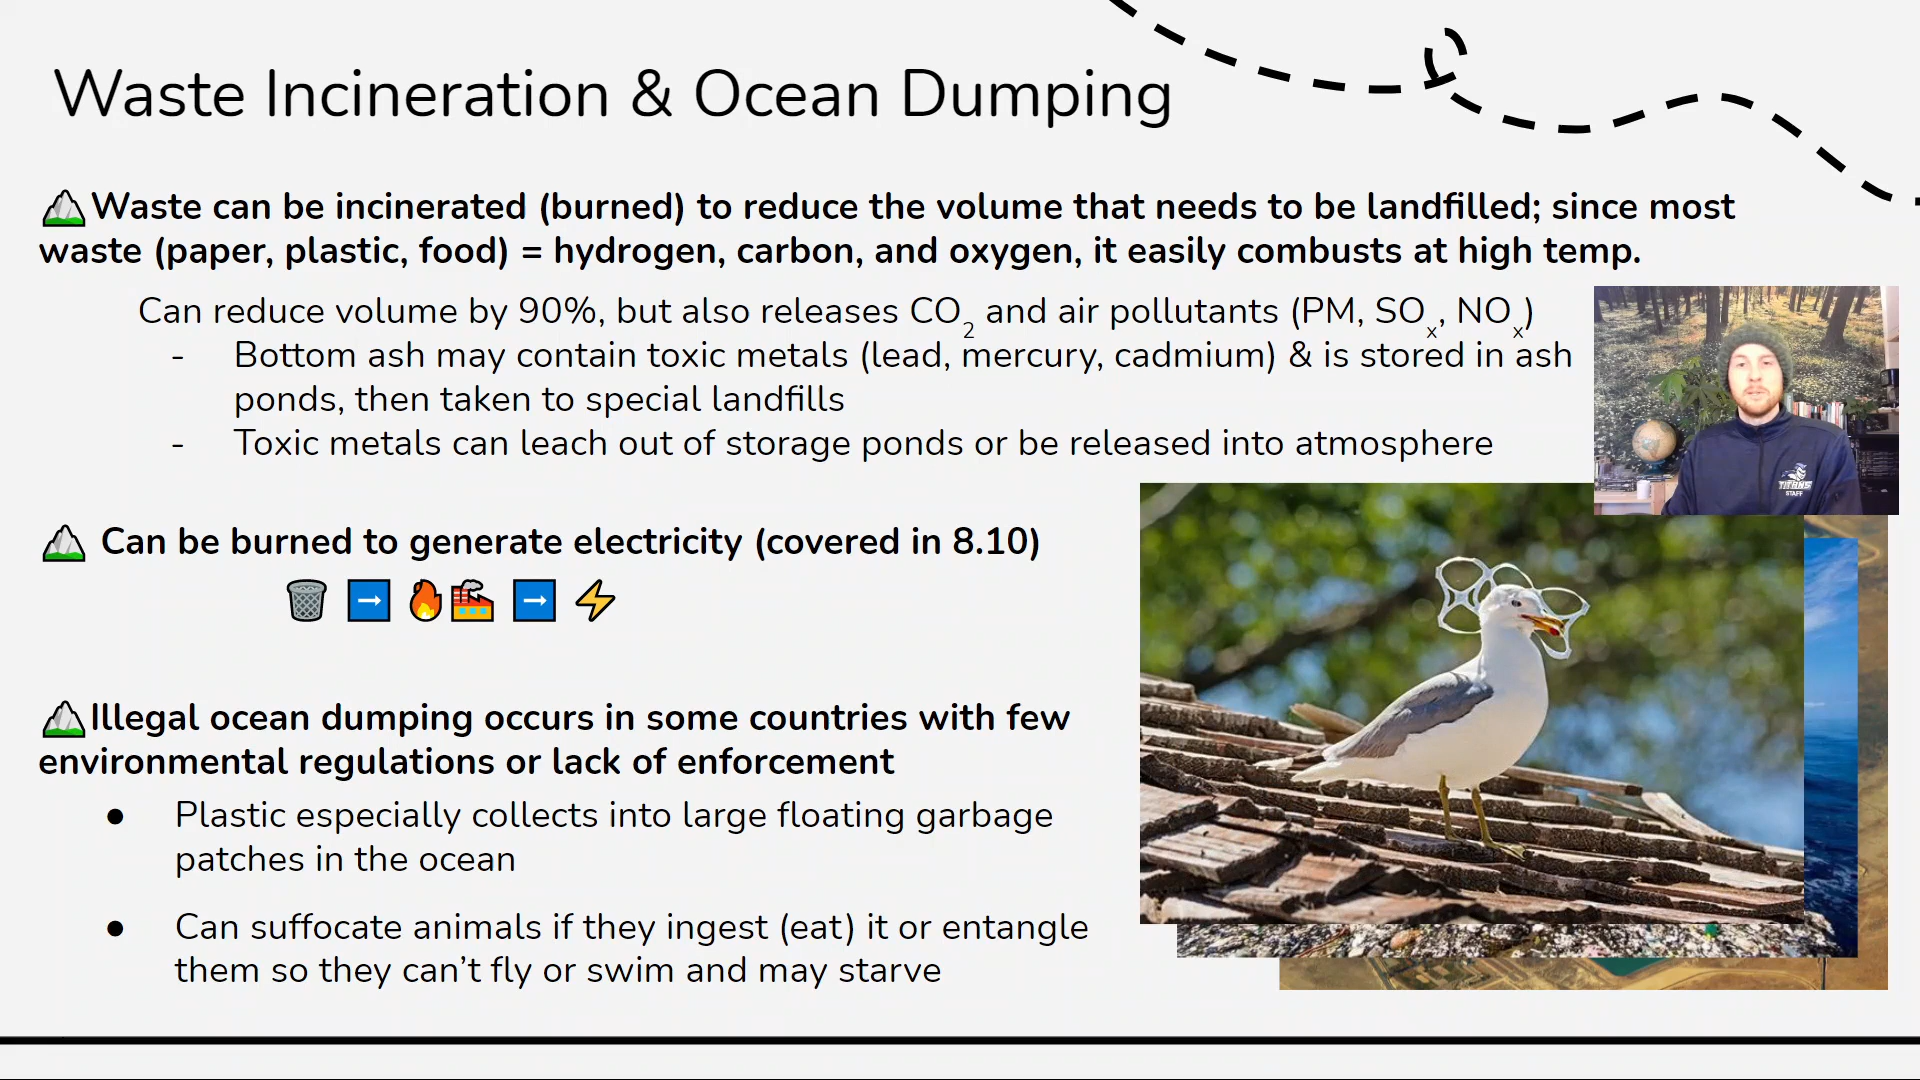 Waste Incineration & Ocean Dumping
Waste can be incinerated (burned) to reduce the volume that needs to be landfilled; since most
waste (paper, plastic, food) = hydrogen, carbon, and oxygen, it easily combusts at high temp.
Can reduce volume by 90%, but also releases CO₂ and air pollutants (PM, SOₓ, NOₓ)
- Bottom ash may contain toxic metals (lead, mercury, cadmium) & is stored in ash
ponds, then taken to special landfills
- Toxic metals can leach out of storage ponds or be released into atmosphere
TITANS
STAFF
Can be burned to generate electricity (covered in 8.10)
Illegal ocean dumping occurs in some countries with few
environmental regulations or lack of enforcement
● Plastic especially collects into large floating garbage
patches in the ocean
● Can suffocate animals if they ingest (eat) it or entangle
them so they can’t fly or swim and may starve